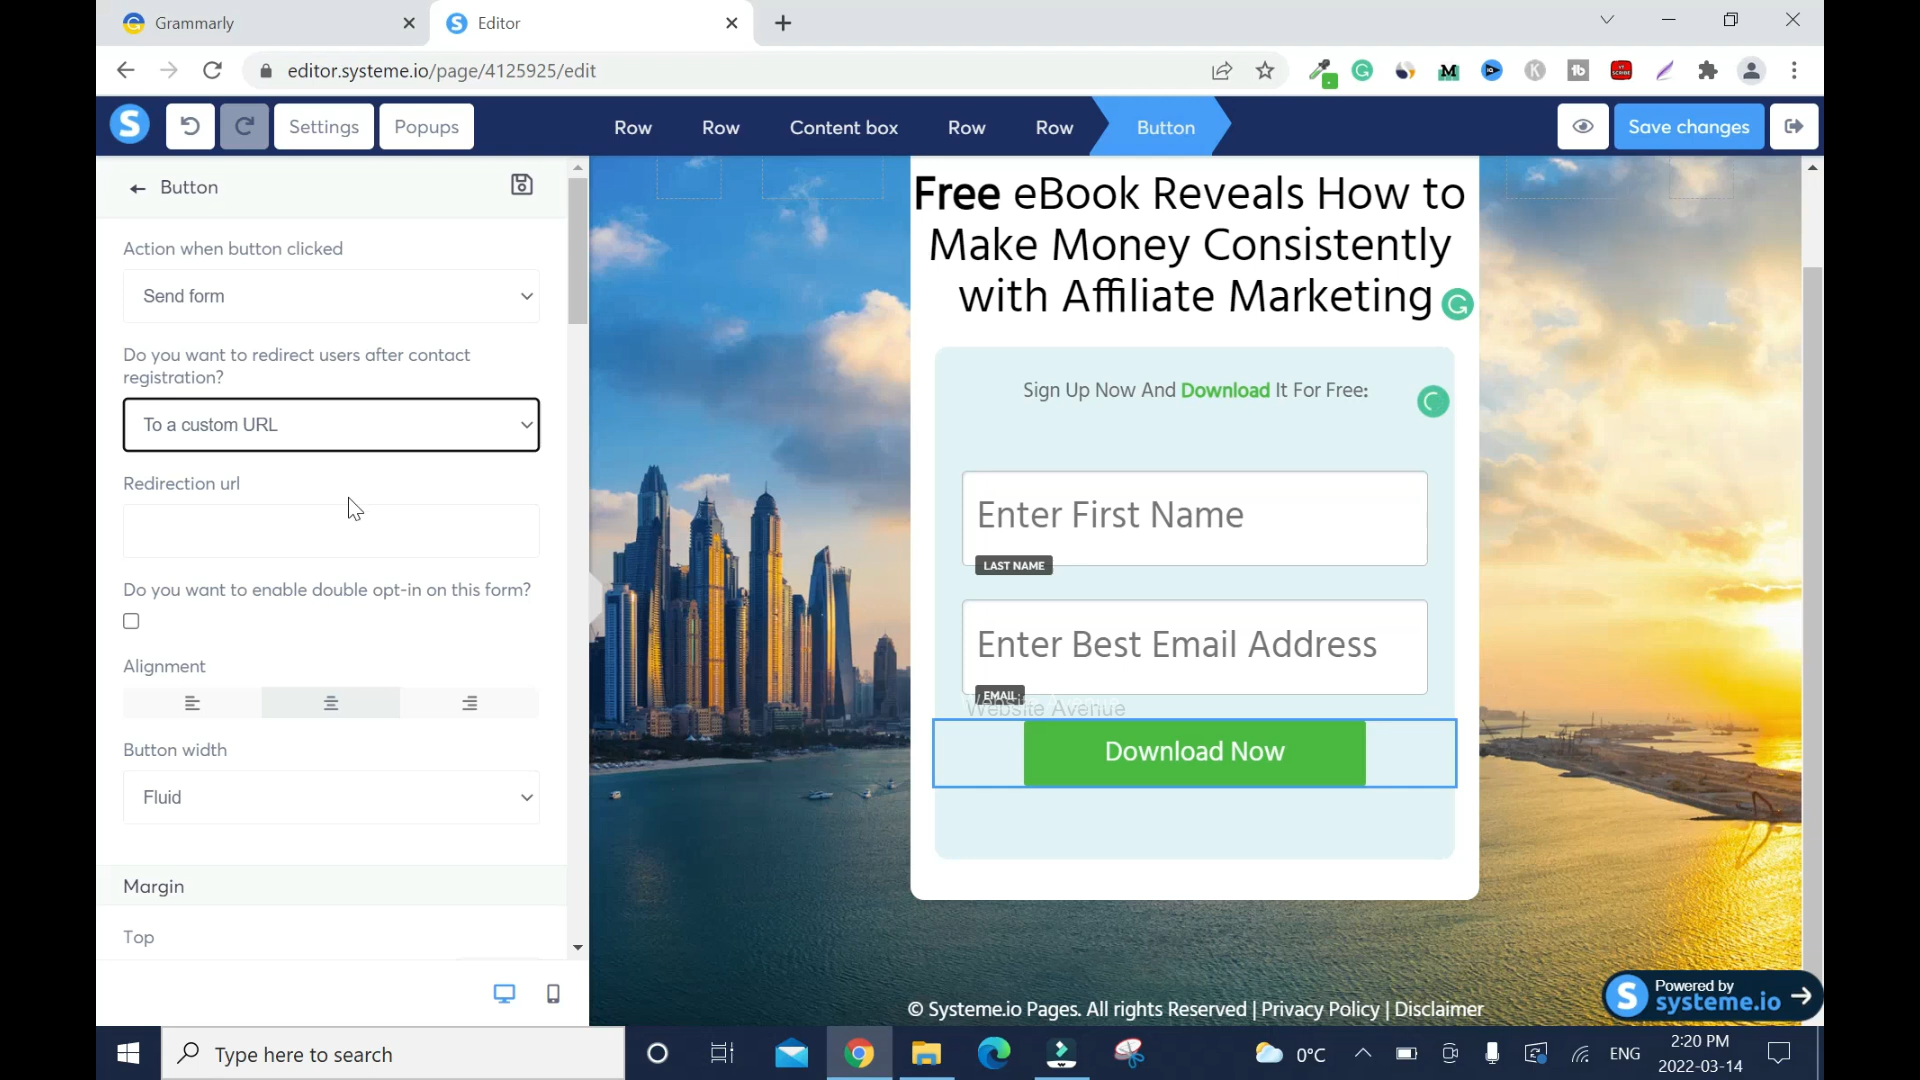 Grammarly
Editor
editor.systeme.io/page/4125925/edit
Settings
Popups
Row
Row
Content box
Row
Row
Button
Save changes
Button
Action when button clicked
Send form
Do you want to redirect users after contact
registration?
To a custom URL
Redirection url
Do you want to enable double opt-in on this form?
Alignment
Button width
Fluid
Margin
Top
Free eBook Reveals How to
Make Money Consistently
with Affiliate Marketing
Sign Up Now And Download It For Free:
Enter First Name
LAST NAME
Enter Best Email Address
EMAIL
Website Avenue
Download Now
© Systeme.io Pages. All rights Reserved | Privacy Policy | Disclaimer
Powered by
systeme.io
Type here to search
0°C
ENG
2:20 PM
2022-03-14